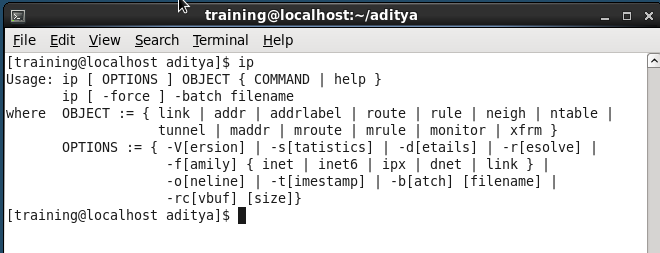 training@localhost:~/aditya
File Edit View Search Terminal Help
[training@localhost aditya]$ ip
Usage: ip [ OPTIONS ] OBJECT { COMMAND | help }
       ip [ -force ] -batch filename
where  OBJECT := { link | addr | addrlabel | route | rule | neigh | ntable |
                   tunnel | maddr | mroute | mrule | monitor | xfrm }
       OPTIONS := { -V[ersion] | -s[tatistics] | -d[etails] | -r[esolve] |
                    -f[amily] { inet | inet6 | ipx | dnet | link } |
                    -o[neline] | -t[imestamp] | -b[atch] [filename] |
                    -rc[vbuf] [size]}
[training@localhost aditya]$